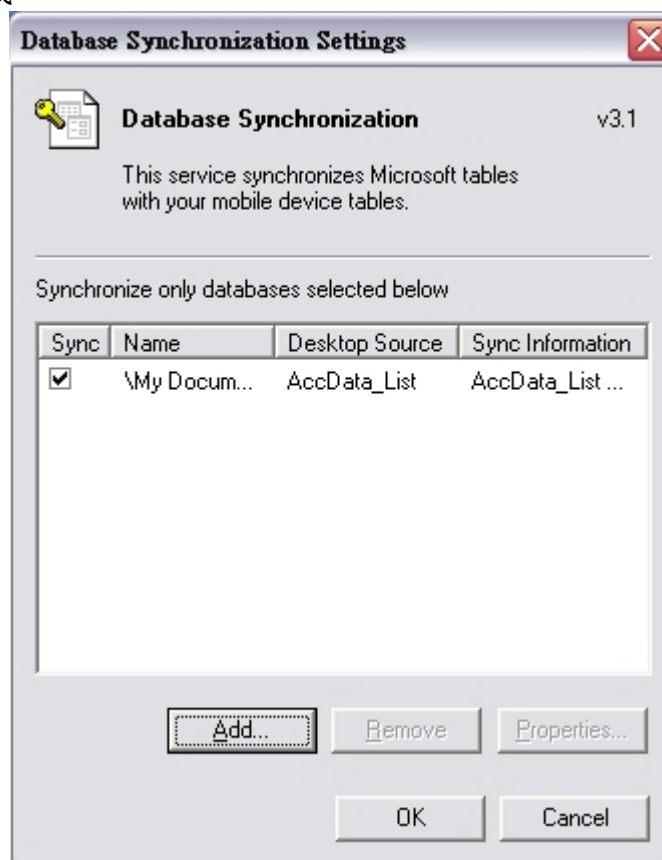 Database Synchronization Settings
Database Synchronization v3.1
This service synchronizes Microsoft tables
with your mobile device tables.
Synchronize only databases selected below
Sync Name Desktop Source Sync Information
\My Docum... AccData_List AccData_List ...
Add... Remove Properties...
OK Cancel